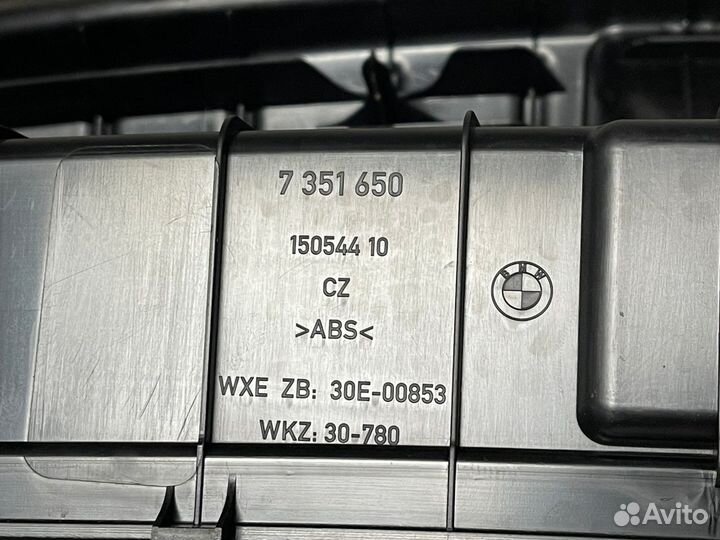 7 351 650
150544 10
CZ
>ABS<
BMW
WXE ZB: 30E-00853
WKZ: 30-780
Avito